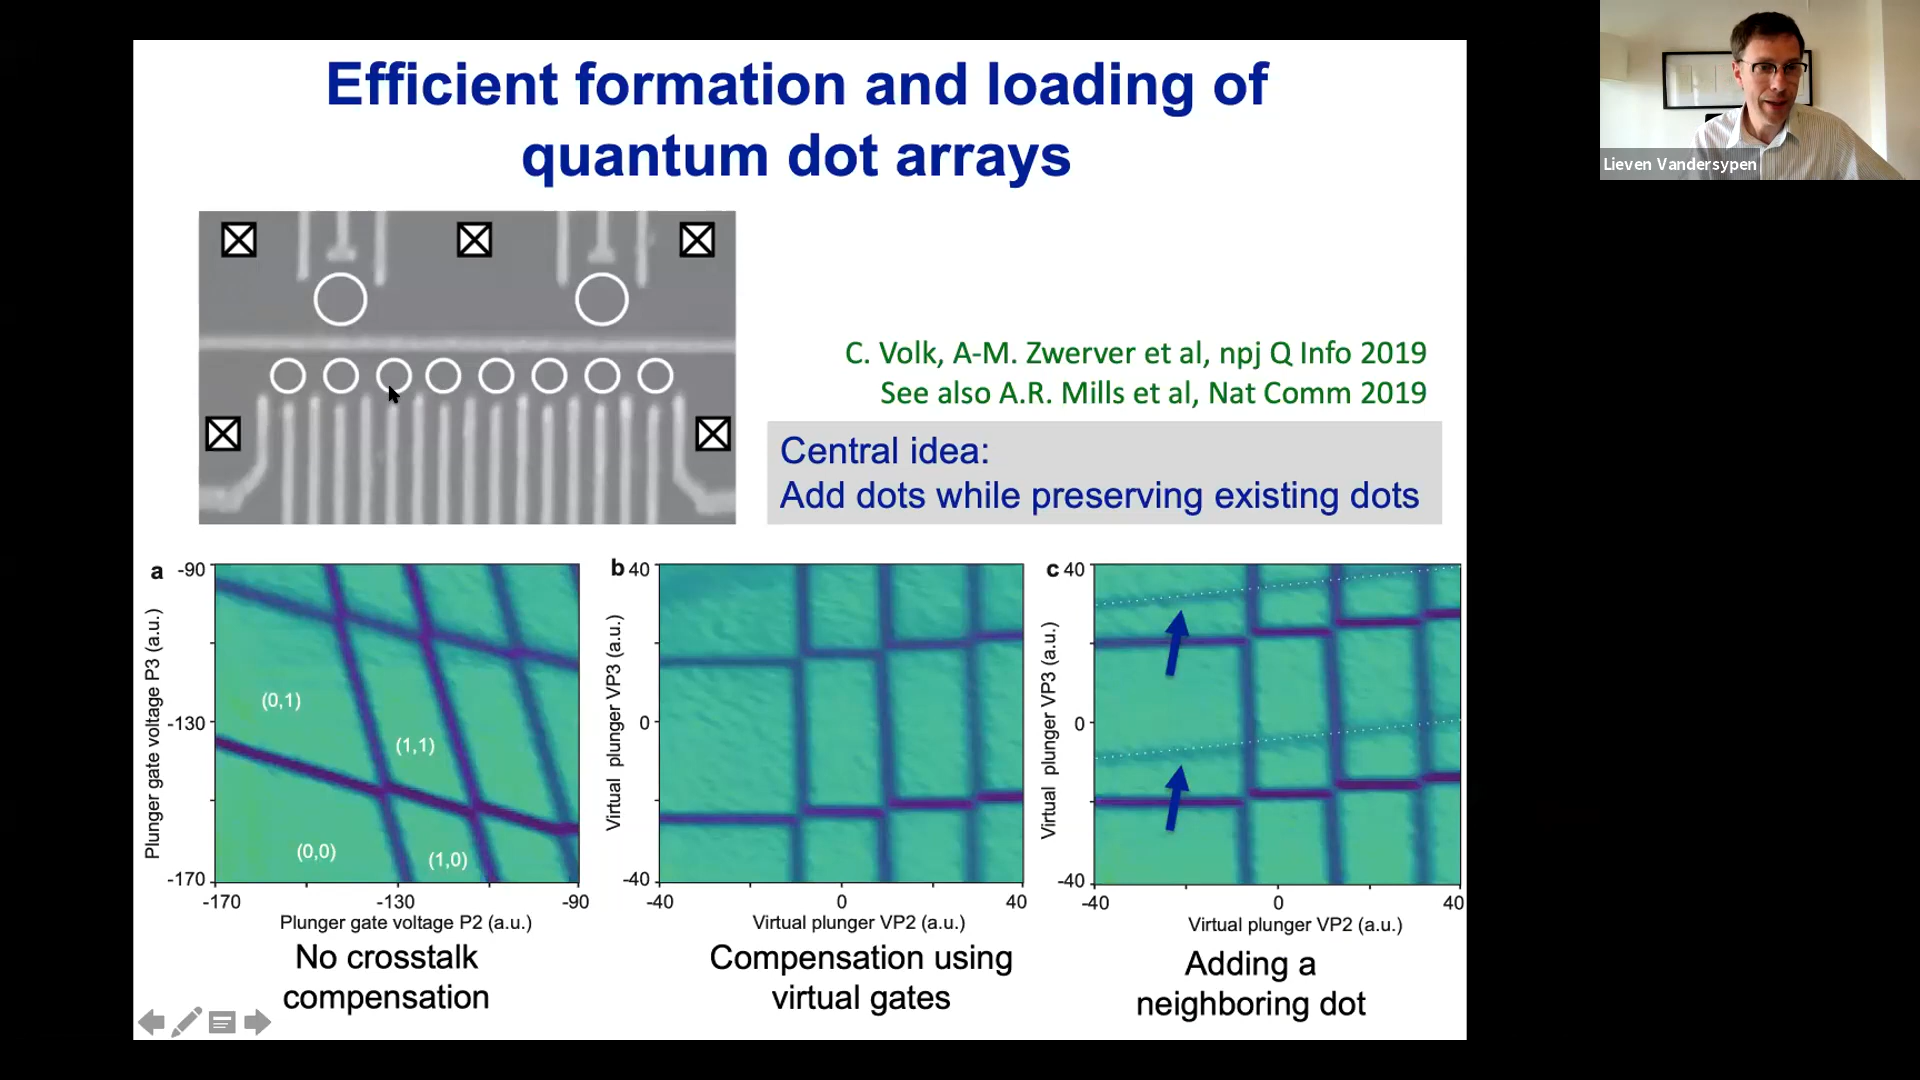 Efficient formation and loading of
quantum dot arrays
Lieven Vandersypen
C. Volk, A-M. Zwerver et al, npj Q Info 2019
See also A.R. Mills et al, Nat Comm 2019
Central idea:
Add dots while preserving existing dots
a
-90
-130
-170
Plunger gate voltage P3 (a.u.)
(0,1)
(1,1)
(0,0)
(1,0)
-170
-130
-90
Plunger gate voltage P2 (a.u.)
No crosstalk
compensation
b
40
0
-40
Virtual plunger VP3 (a.u.)
-40
0
40
Virtual plunger VP2 (a.u.)
Compensation using
virtual gates
c
40
0
-40
Virtual plunger VP3 (a.u.)
-40
0
40
Virtual plunger VP2 (a.u.)
Adding a
neighboring dot